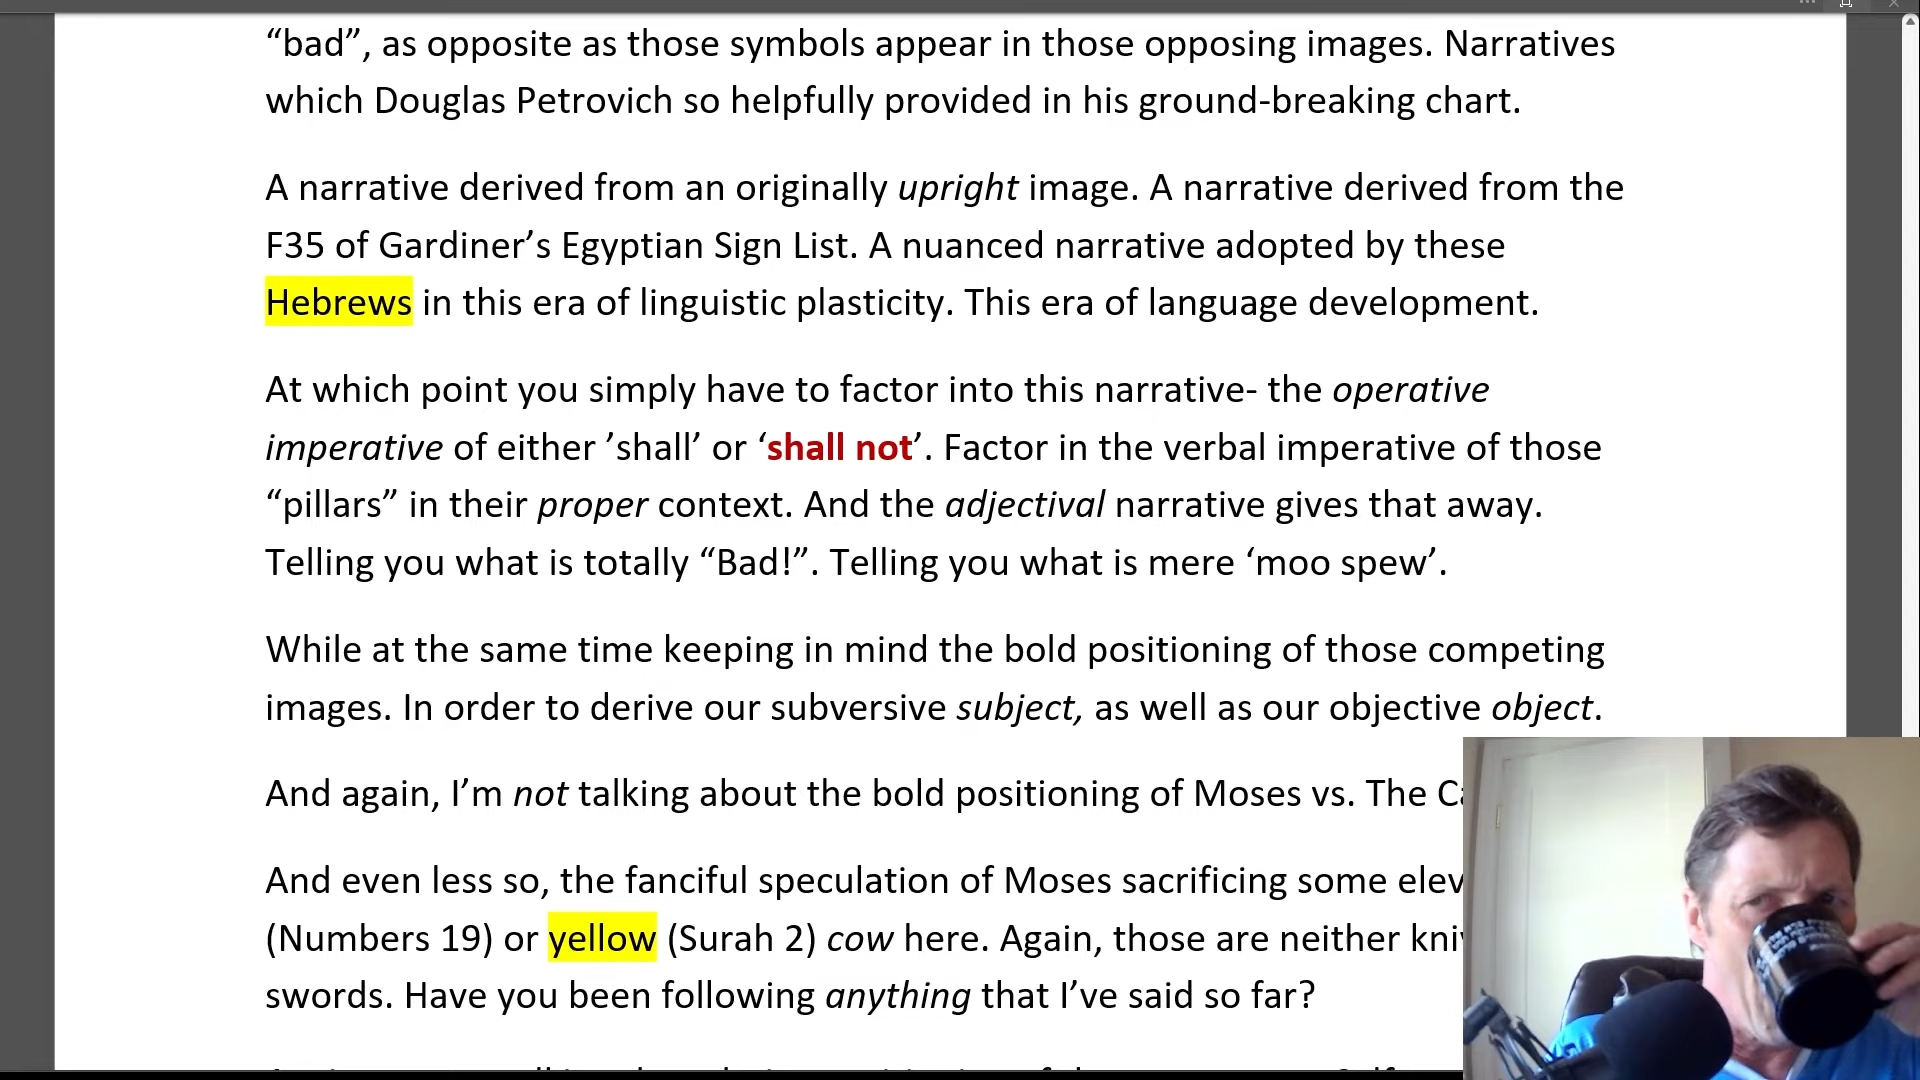 “bad”, as opposite as those symbols appear in those opposing images. Narratives
which Douglas Petrovich so helpfully provided in his ground-breaking chart.
A narrative derived from an originally upright image. A narrative derived from the
F35 of Gardiner’s Egyptian Sign List. A nuanced narrative adopted by these
Hebrews in this era of linguistic plasticity. This era of language development.
At which point you simply have to factor into this narrative- the operative
imperative of either ’shall’ or ‘shall not’. Factor in the verbal imperative of those
“pillars” in their proper context. And the adjectival narrative gives that away.
Telling you what is totally “Bad!”. Telling you what is mere ‘moo spew’.
While at the same time keeping in mind the bold positioning of those competing
images. In order to derive our subversive subject, as well as our objective object.
And again, I’m not talking about the bold positioning of Moses vs. The
And even less so, the fanciful speculation of Moses sacrificing some
(Numbers 19) or yellow (Surah 2) cow here. Again, those are neither
swords. Have you been following anything that I’ve said so far?